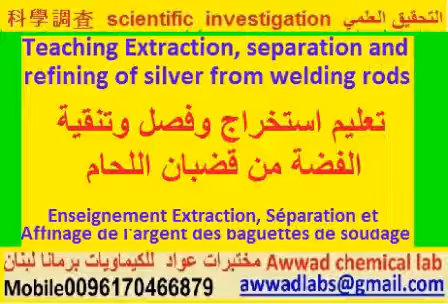 科學調査 scientific investigation التحقيق العلمي
Teaching Extraction, separation and
refining of silver from welding rods
تعليم استخراج وفصل وتنقية
الفضة من قضبان اللحام
Enseignement Extraction, Séparation et
Affinage de l'argent des baguettes de soudage
مختبرات عواد للكيماويات برمانا لبنان Awwad chemical lab
Mobile0096170466879 awwadlabs@gmail.com